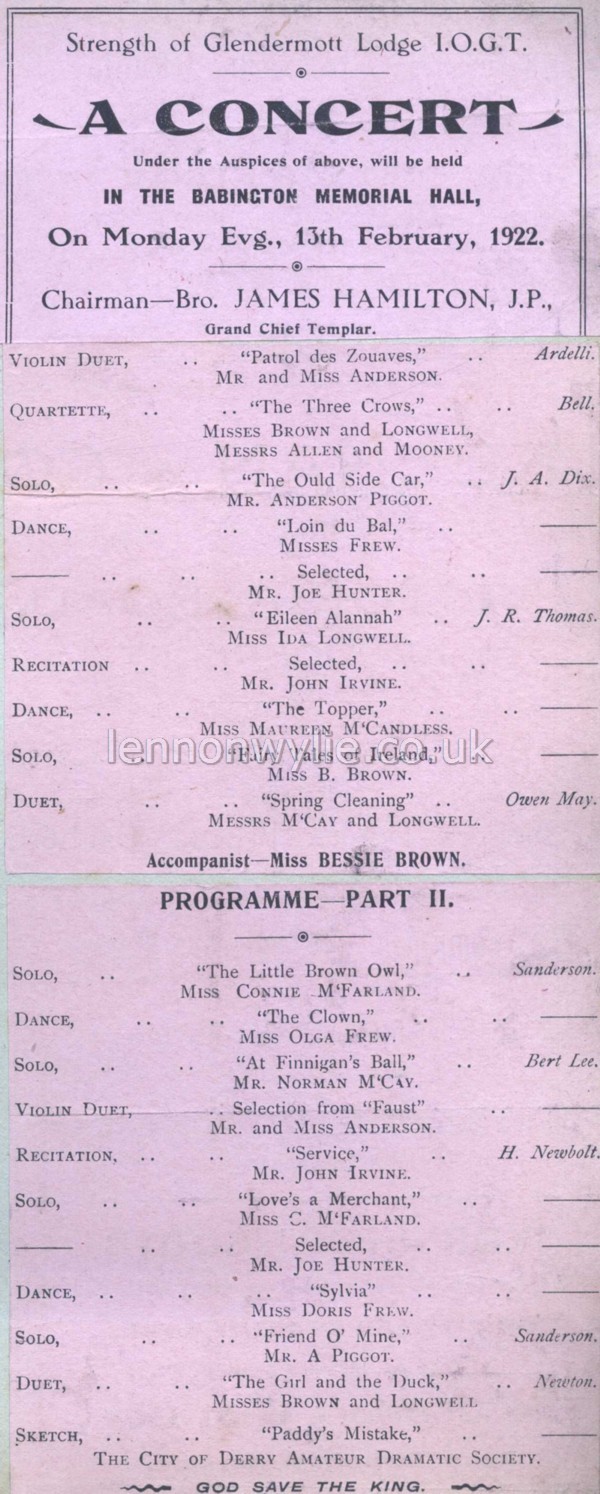 Strength of Glendermott Lodge I.O.G.T.
A CONCERT
Under the Auspices of above, will be held
IN THE BABINGTON MEMORIAL HALL,
On Monday Evg., 13th February, 1922.
Chairman—Bro. JAMES HAMILTON, J.P.,
Grand Chief Templar.
VIOLIN DUET, .. "Patrol des Zouaves," .. Ardelli.
MR and MISS ANDERSON.
QUARTETTE, .. .. "The Three Crows," .. .. Bell.
MISSES BROWN and LONGWELL,
MESSRS ALLEN and MOONEY.
SOLO, .. .. "The Ould Side Car," .. J. A. Dix.
MR. ANDERSON PIGGOT.
DANCE, .. .. "Loin du Bal," .. ——
MISSES FREW.
—— .. .. .. Selected, .. .. ——
MR. JOE HUNTER.
SOLO, .. .. "Eileen Alannah" .. J. R. Thomas.
MISS IDA LONGWELL.
RECITATION .. .. Selected, .. .. ——
MR. JOHN IRVINE.
DANCE, .. .. "The Topper," .. .. ——
MISS MAUREEN M'CANDLESS.
lennonwylie.co.uk
SOLO, .. "Fairy Tales of Ireland," .. ——
MISS B. BROWN.
DUET, .. .. "Spring Cleaning" .. Owen May.
MESSRS M'CAY and LONGWELL.
Accompanist—Miss BESSIE BROWN.
PROGRAMME—PART II.
SOLO, .. "The Little Brown Owl," .. Sanderson.
MISS CONNIE M'FARLAND.
DANCE, .. .. "The Clown," .. .. ——
MISS OLGA FREW.
SOLO, .. .. "At Finnigan's Ball," .. Bert Lee.
MR. NORMAN M'CAY.
VIOLIN DUET, .. Selection from "Faust" .. ——
MR. and MISS ANDERSON.
RECITATION, .. .. "Service," .. H. Newbolt.
MR. JOHN IRVINE.
SOLO, .. .. "Love's a Merchant," .. ——
MISS C. M'FARLAND.
—— .. .. Selected, .. .. ——
MR. JOE HUNTER.
DANCE, .. .. .. "Sylvia" .. .. ——
MISS DORIS FREW.
SOLO, .. .. "Friend O' Mine," .. Sanderson.
MR. A PIGGOT.
DUET, .. .. "The Girl and the Duck," .. Newton.
MISSES BROWN and LONGWELL
SKETCH, .. .. "Paddy's Mistake," .. ——
THE CITY OF DERRY AMATEUR DRAMATIC SOCIETY.
GOD SAVE THE KING.